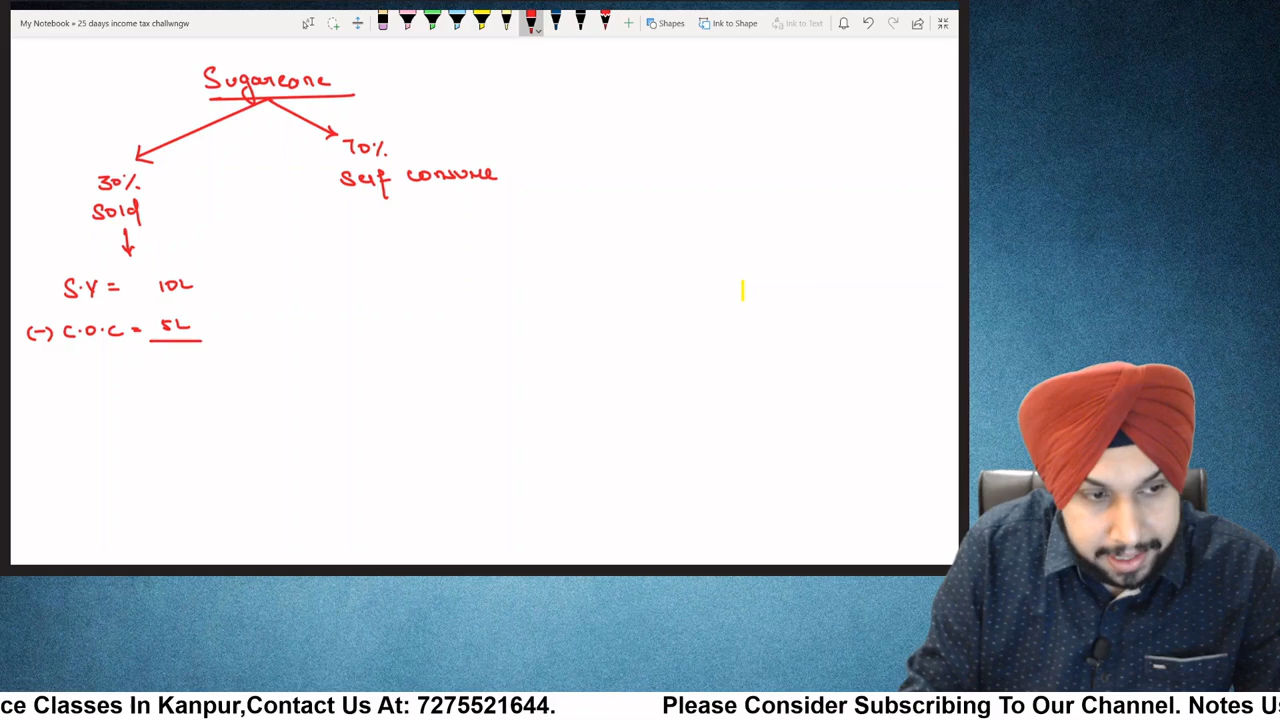 My Notebook » 25 daays income tax challwngw
Shapes
Ink to Shape
Ink to Text
Sugarcane
30%
Sold
70%
Self consume
S.V = 10L
(-) C.O.C = 5L
ce Classes In Kanpur,Contact Us At: 7275521644. Please Consider Subscribing To Our Channel. Notes U